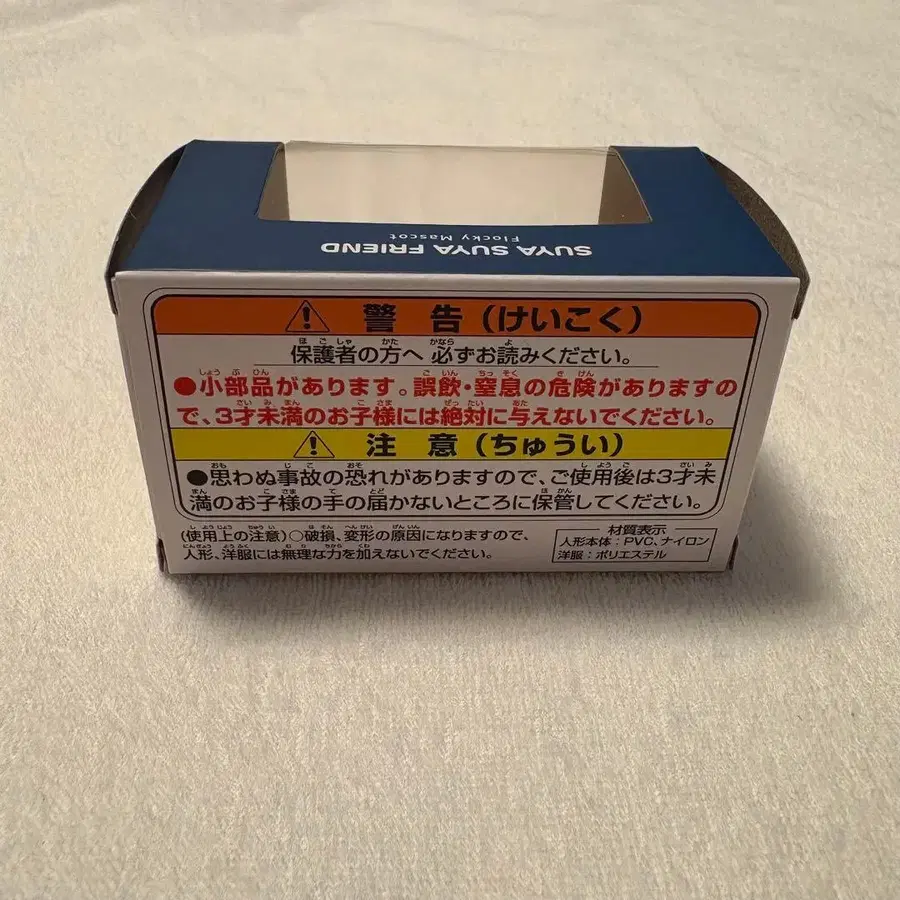 SUYA SUYA FRIEND
Flocky Mascot
警 告 (けいこく)
保護者の方へ 必ずお読みください。
●小部品があります。誤飲・窒息の危険がありますの
で、3才未満のお子様には絶対に与えないでください。
注 意 (ちゅうい)
●思わぬ事故の恐れがありますので、ご使用後は3才未
満のお子様の手の届かないところに保管してください。
(使用上の注意)○破損、変形の原因になりますので、
人形、洋服には無理な力を加えないでください。
材質表示
人形本体：PVC、ナイロン
洋服：ポリエステル